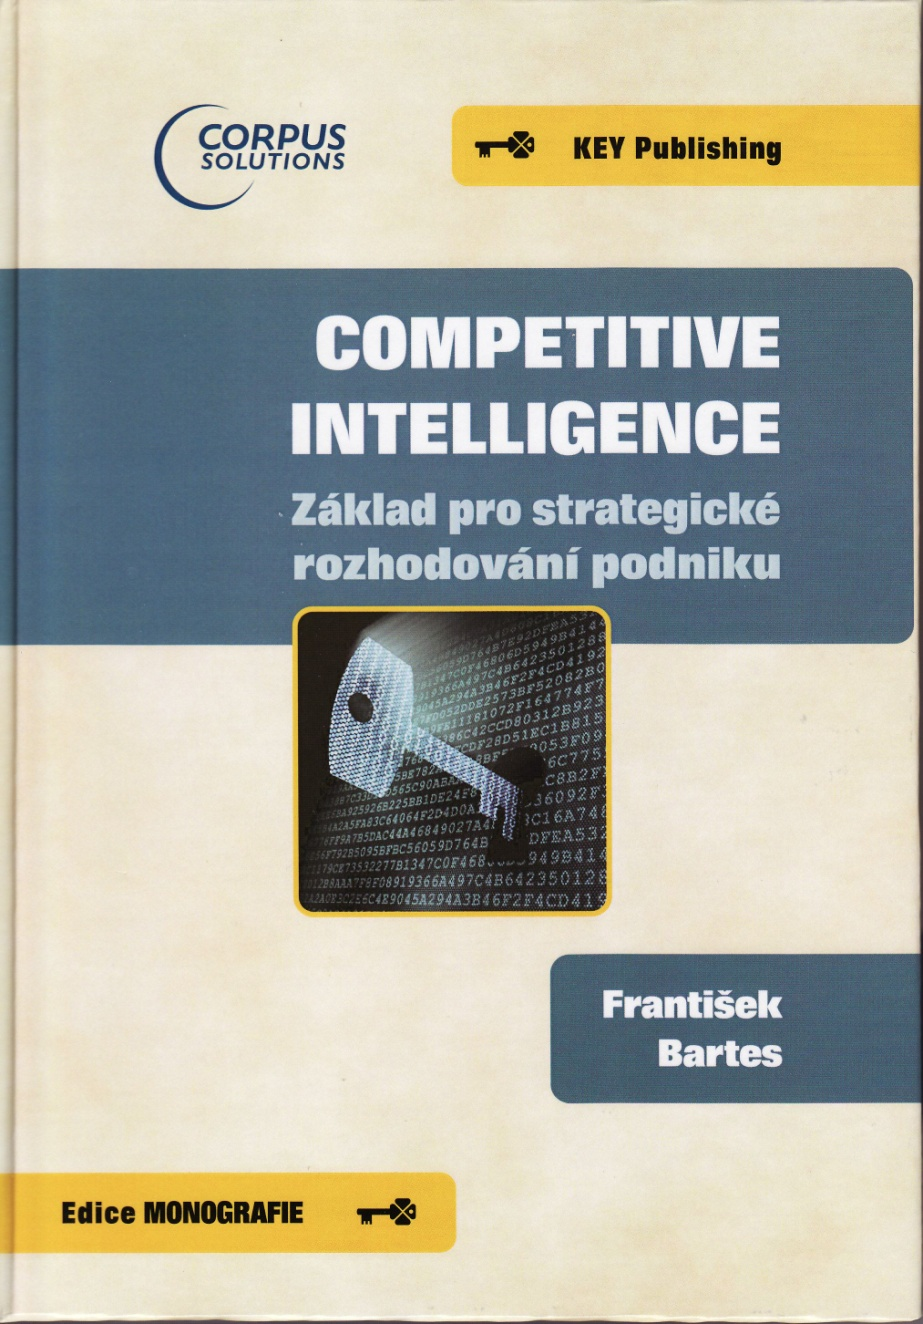 CORPUS
SOLUTIONS
KEY Publishing
COMPETITIVE
INTELLIGENCE
Základ pro strategické
rozhodování podniku
František
Bartes
Edice MONOGRAFIE